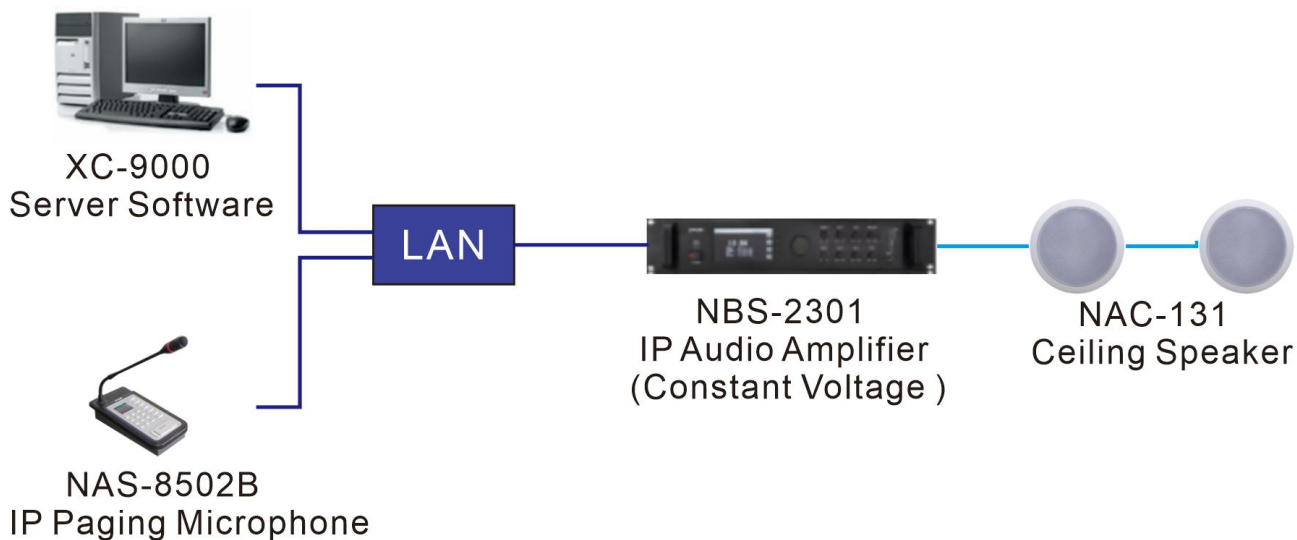 XC-9000
Server Software
LAN
NBS-2301
IP Audio Amplifier
(Constant Voltage )
NAC-131
Ceiling Speaker
NAS-8502B
IP Paging Microphone